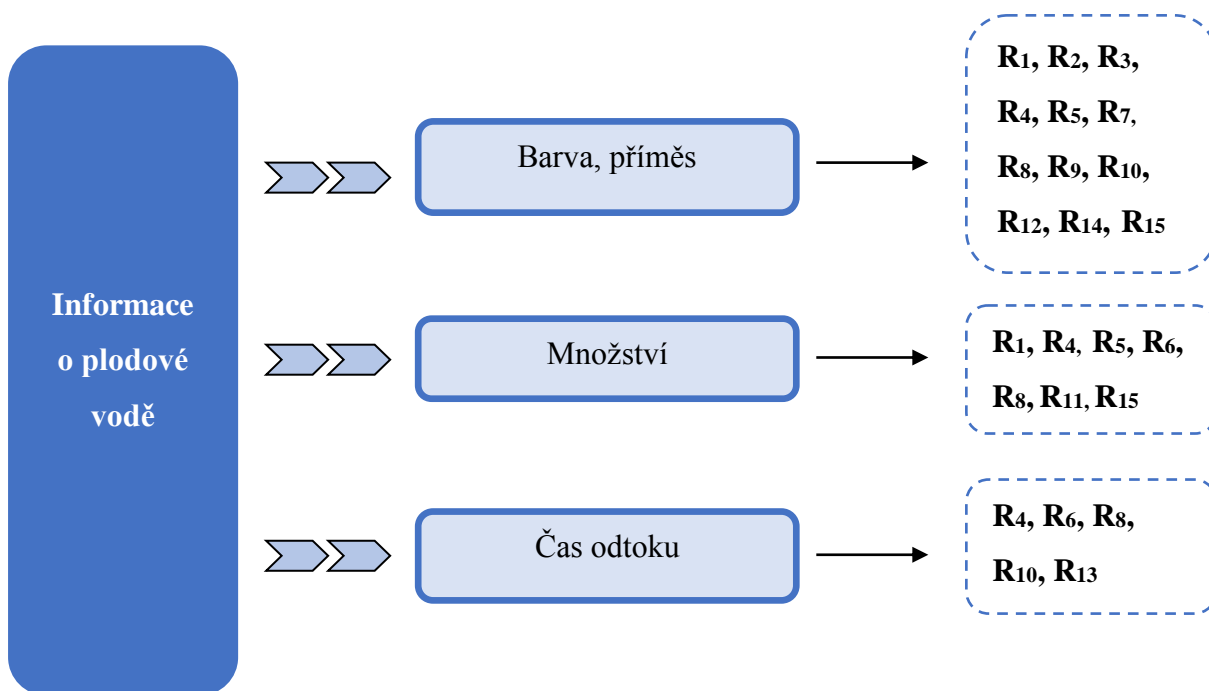 Informace
o plodové
vodě
Barva, příměs
R1, R2, R3,
R4, R5, R7,
R8, R9, R10,
R12, R14, R15
Množství
R1, R4, R5, R6,
R8, R11, R15
Čas odtoku
R4, R6, R8,
R10, R13